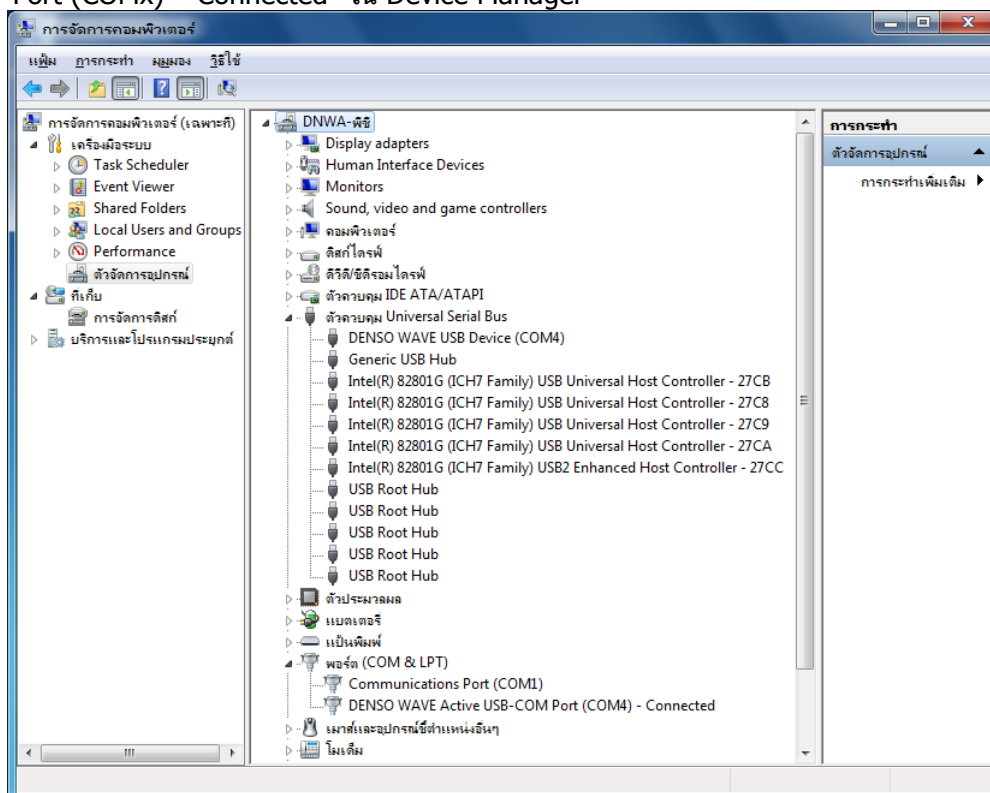 Port (COMx) – Connected" ใน Device Manager
การจัดการคอมพิวเตอร์
แฟ้ม การกระทำ มุมมอง วิธีใช้
การจัดการคอมพิวเตอร์ (เฉพาะที่)
เครื่องมือระบบ
Task Scheduler
Event Viewer
Shared Folders
Local Users and Groups
Performance
ตัวจัดการอุปกรณ์
ที่เก็บ
การจัดการดิสก์
บริการและโปรแกรมประยุกต์
DNWA-พีซี
Display adapters
Human Interface Devices
Monitors
Sound, video and game controllers
คอมพิวเตอร์
ดิสก์ไดรฟ์
ดีวีดี/ซีดีรอมไดรฟ์
ตัวควบคุม IDE ATA/ATAPI
ตัวควบคุม Universal Serial Bus
DENSO WAVE USB Device (COM4)
Generic USB Hub
Intel(R) 82801G (ICH7 Family) USB Universal Host Controller - 27CB
Intel(R) 82801G (ICH7 Family) USB Universal Host Controller - 27C8
Intel(R) 82801G (ICH7 Family) USB Universal Host Controller - 27C9
Intel(R) 82801G (ICH7 Family) USB Universal Host Controller - 27CA
Intel(R) 82801G (ICH7 Family) USB2 Enhanced Host Controller - 27CC
USB Root Hub
USB Root Hub
USB Root Hub
USB Root Hub
USB Root Hub
ตัวประมวลผล
แบตเตอรี่
แป้นพิมพ์
พอร์ต (COM & LPT)
Communications Port (COM1)
DENSO WAVE Active USB-COM Port (COM4) - Connected
เมาส์และอุปกรณ์ชี้ตำแหน่งอื่นๆ
โมเด็ม
การกระทำ
ตัวจัดการอุปกรณ์
การกระทำเพิ่มเติม